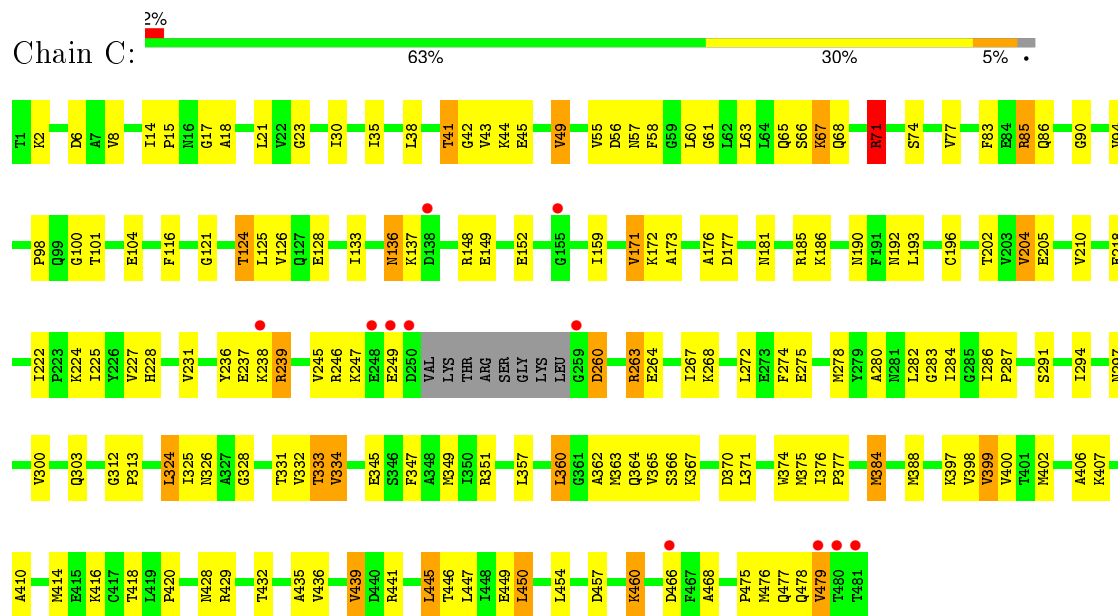 2%
Chain C:
63% 30% 5% •
T1 K2 D6 A7 V8 I14 P15 N16 G17 A18 L21 V22 G23 I30 I35 L38 T41 G42 V43 K44 E45 V49 V55 D56 N57 F58 G59 L60 G61 L62 L63 L64 Q65 S66 K67 Q68 R71 S74 V77 F83 E84 R85 Q86 G90
P98 Q99 G100 T101 E104 F116 G121 T124 L125 V126 Q127 E128 I133 N136 K137 D138 R148 E149 E152 G155 I159 V171 K172 A173 A176 D177 N181 R185 K186 N190 F191 N192 L193 C196 T202 V203 V204 E205 V210
I222 P223 K224 I225 Y226 V227 H228 V231 Y236 E237 K238 R239 V245 R246 K247 E248 E249 D250 VAL LYS THR ARG SER GLY LYS LEU G259 D260 R263 E264 I267 K268 L272 E273 F274 E275 M278 Y279 A280 N281 L282 G283 I284 G285 I286 P287 S291 I294 N297
V300 Q303 G312 P313 L324 I325 N326 A327 G328 T331 V332 T333 V334 E345 S346 F347 A348 M349 I350 R351 L357 L360 G361 A362 M363 Q364 V365 S366 K367 D370 L371 W374 M375 I376 P377 M384 M388 K397 V398 V399 V400 T401 M402 A406 K407
A410 M414 E415 K416 C417 T418 L419 P420 N428 R429 T432 A435 V436 V439 D440 R441 L445 T446 L447 I448 E449 L450 L454 D457 K460 D466 F467 A468 P475 M476 Q477 Q478 V479 T480 T481